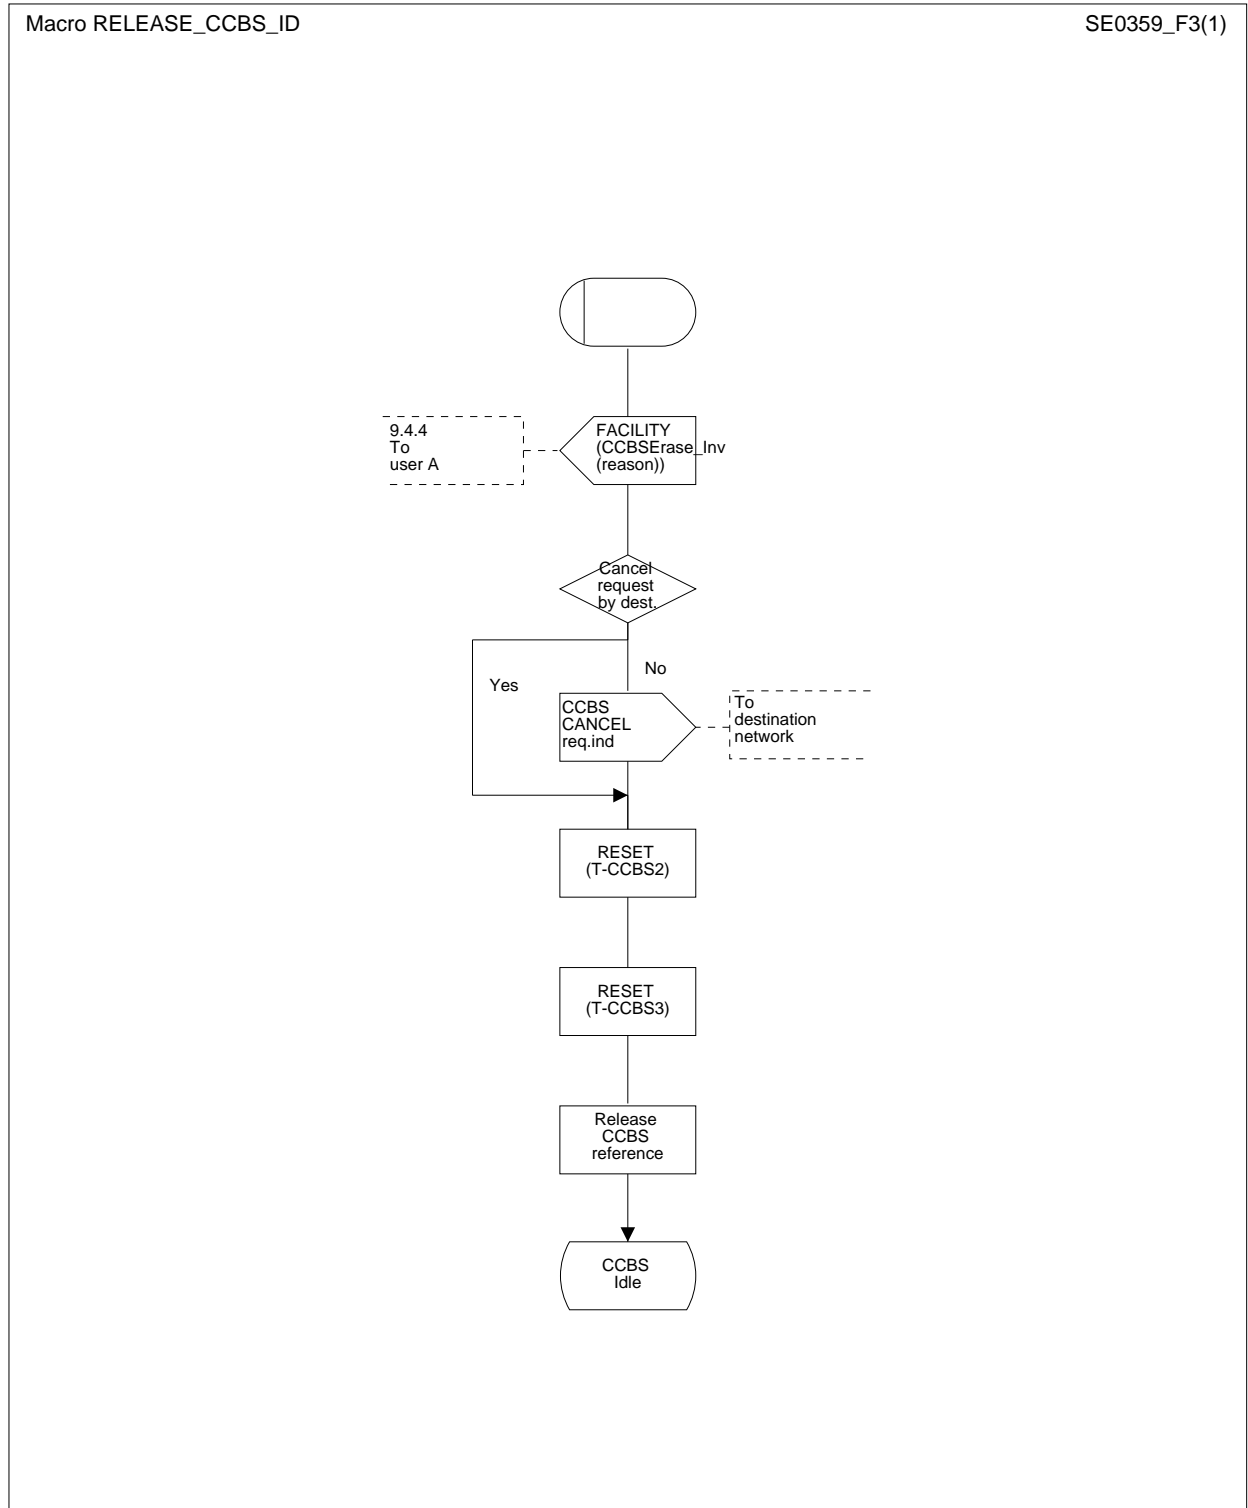 Macro RELEASE_CCBS_ID
SE0359_F3(1)
9.4.4
To
user A
FACILITY
(CCBSErase_Inv
(reason))
Cancel
request
by dest.
No
Yes
CCBS
CANCEL
req.ind
To
destination
network
RESET
(T-CCBS2)
RESET
(T-CCBS3)
Release
CCBS
reference
CCBS
Idle